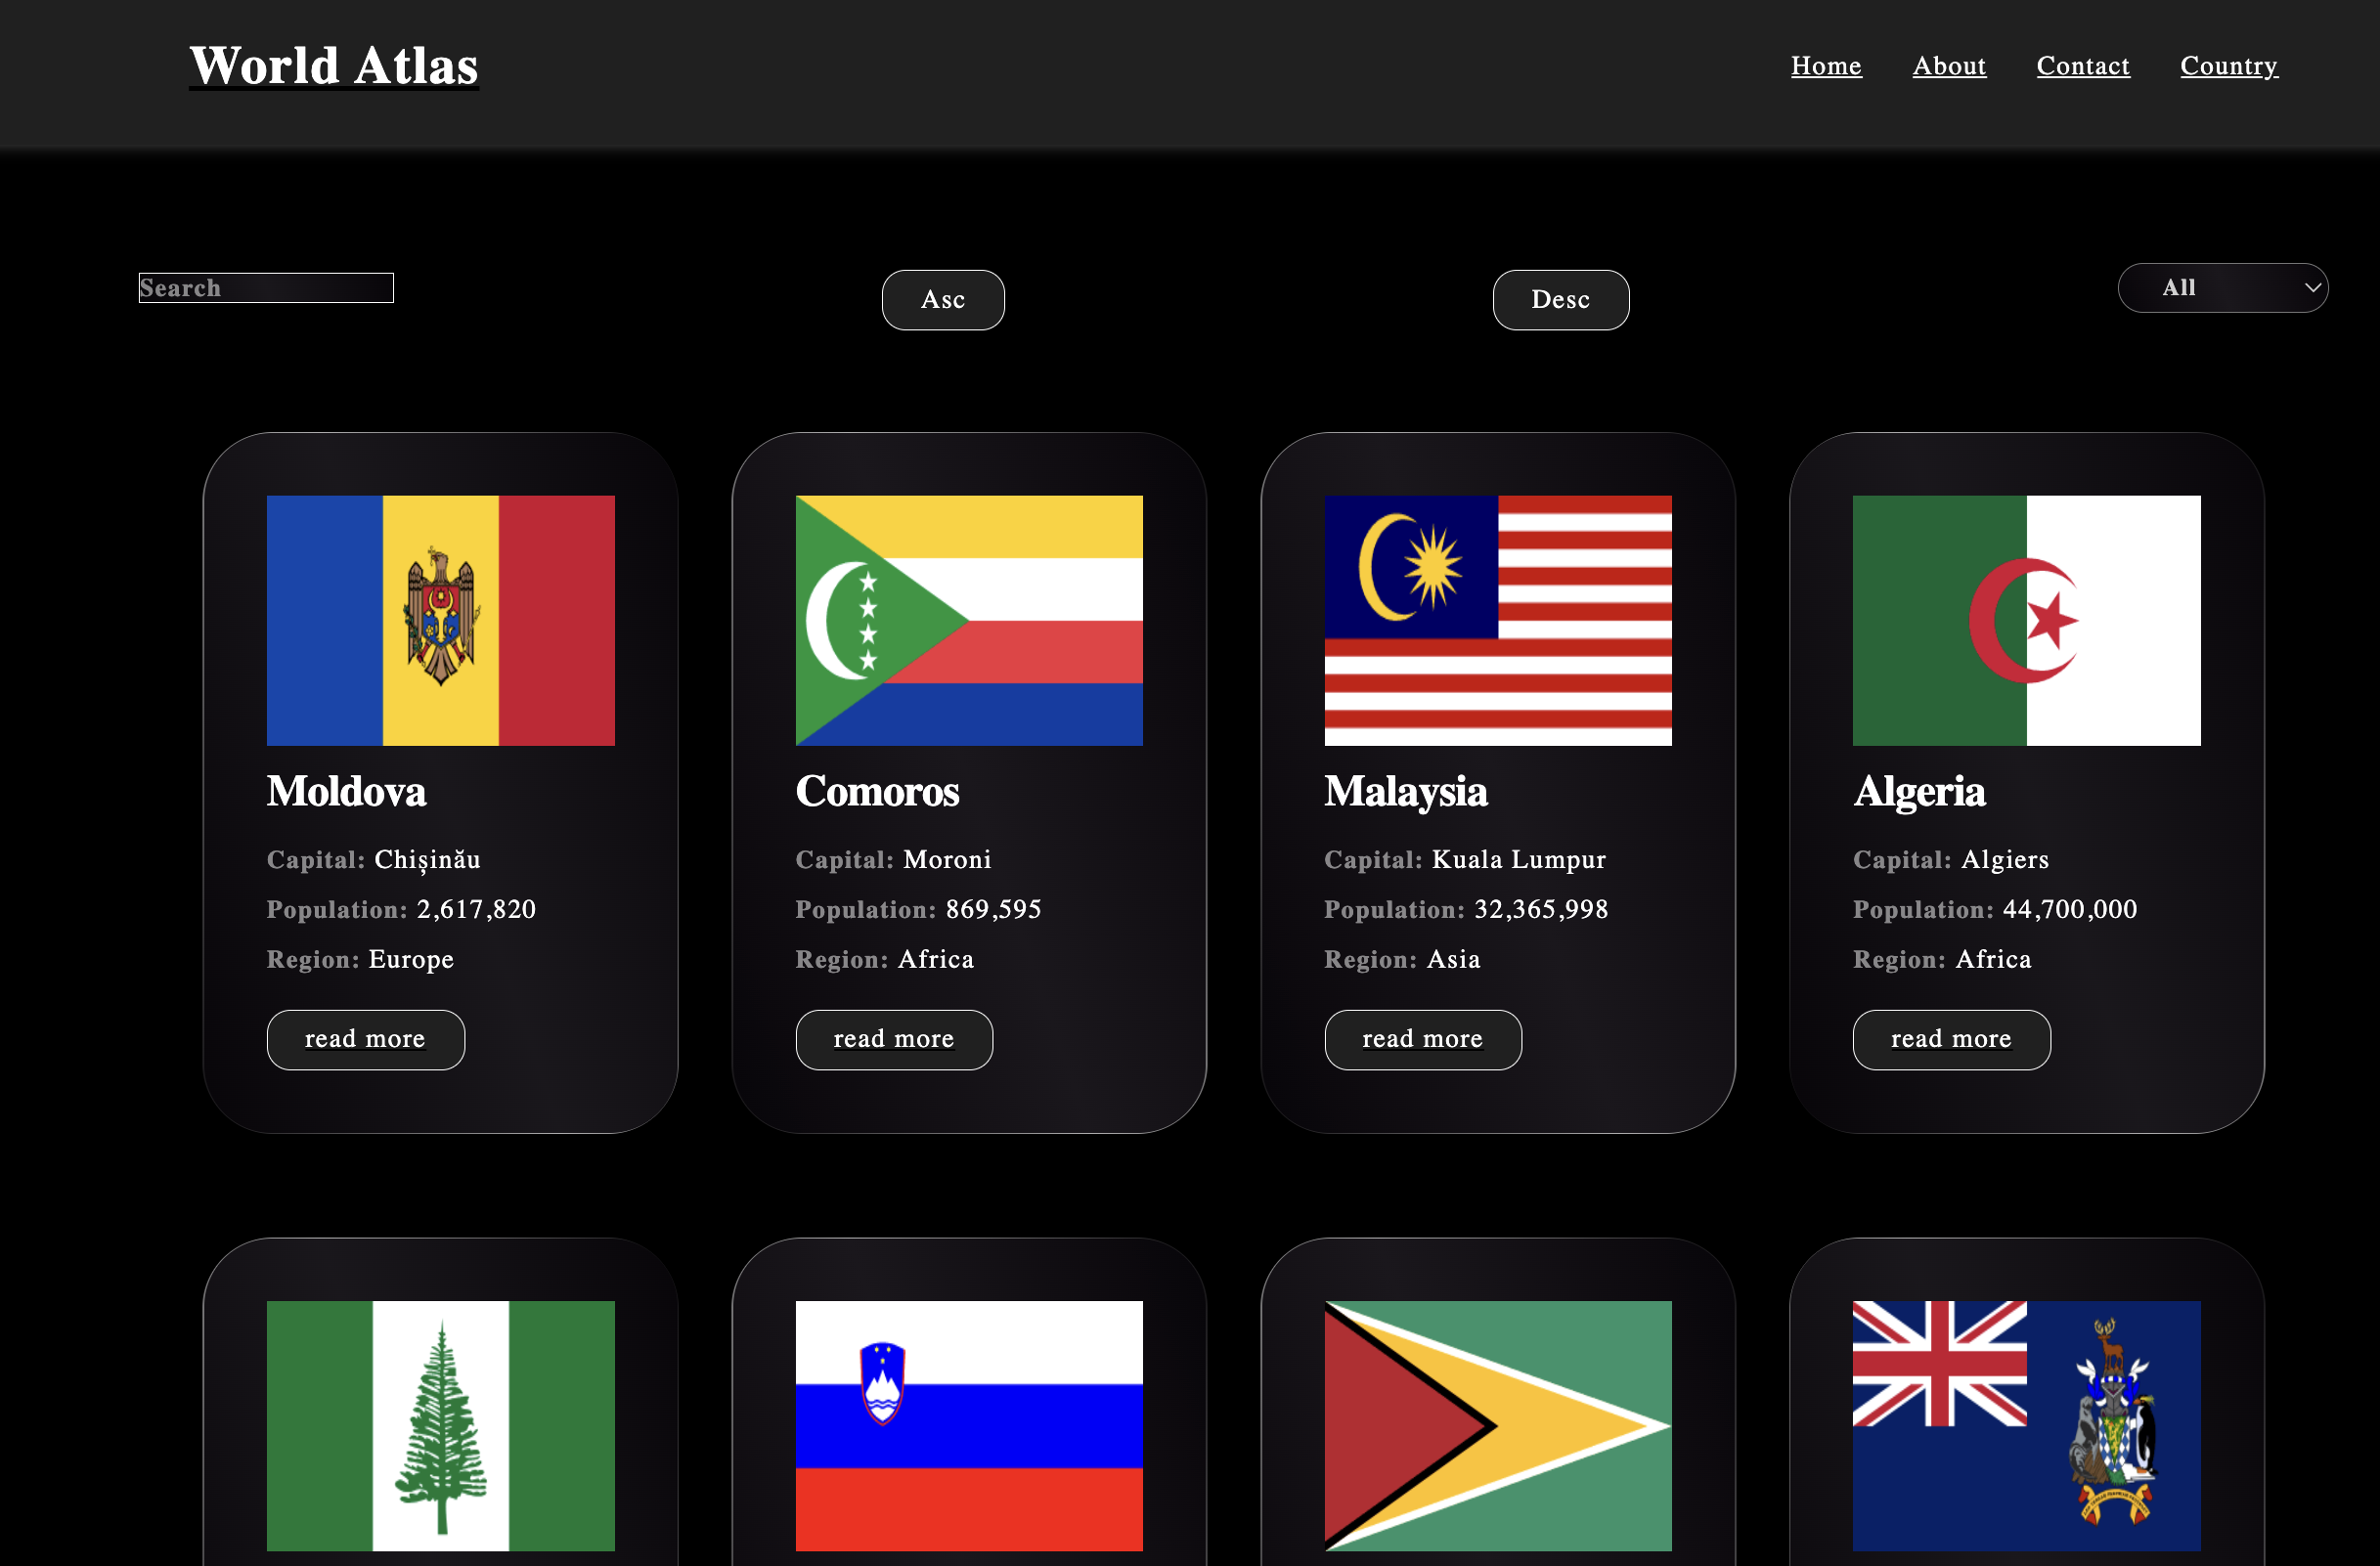 World Atlas
Home About Contact Country
Search Asc Desc All
Moldova
Capital: Chișinău
Population: 2,617,820
Region: Europe
read more
Comoros
Capital: Moroni
Population: 869,595
Region: Africa
read more
Malaysia
Capital: Kuala Lumpur
Population: 32,365,998
Region: Asia
read more
Algeria
Capital: Algiers
Population: 44,700,000
Region: Africa
read more